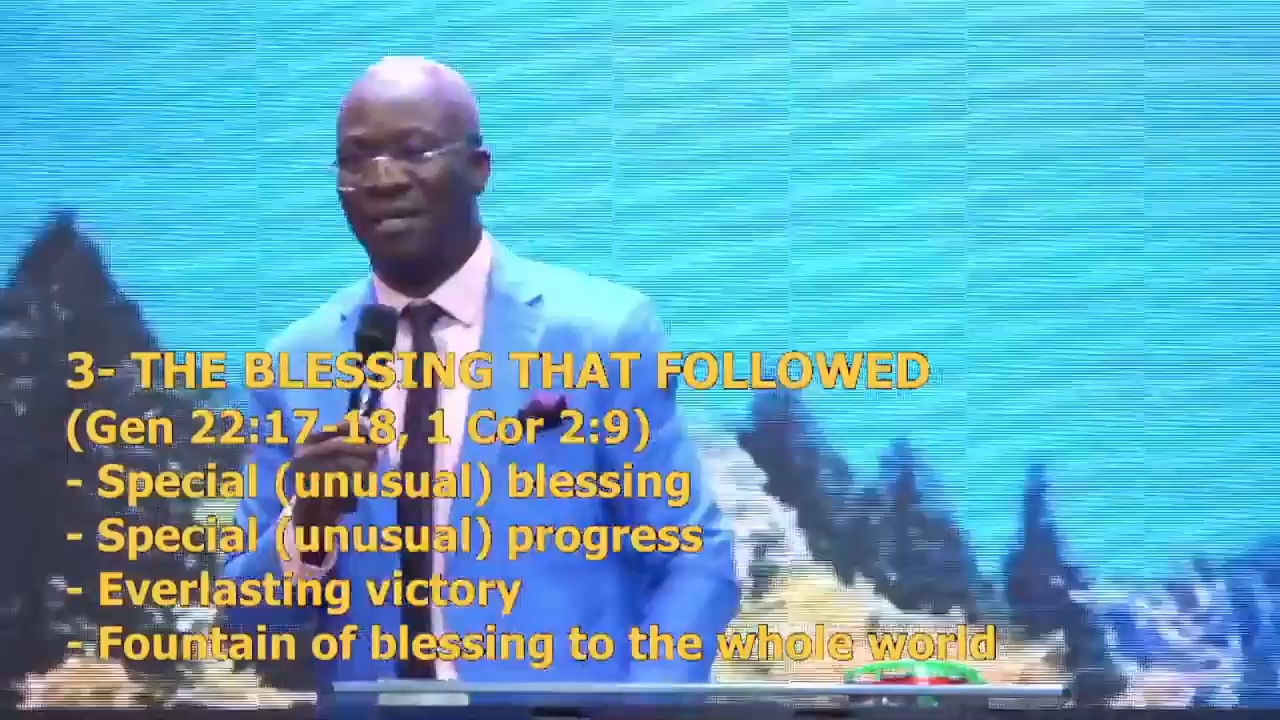 3- THE BLESSING THAT FOLLOWED
(Gen 22:17-18, 1 Cor 2:9)
- Special (unusual) blessing
- Special (unusual) progress
- Everlasting victory
- Fountain of blessing to the whole world